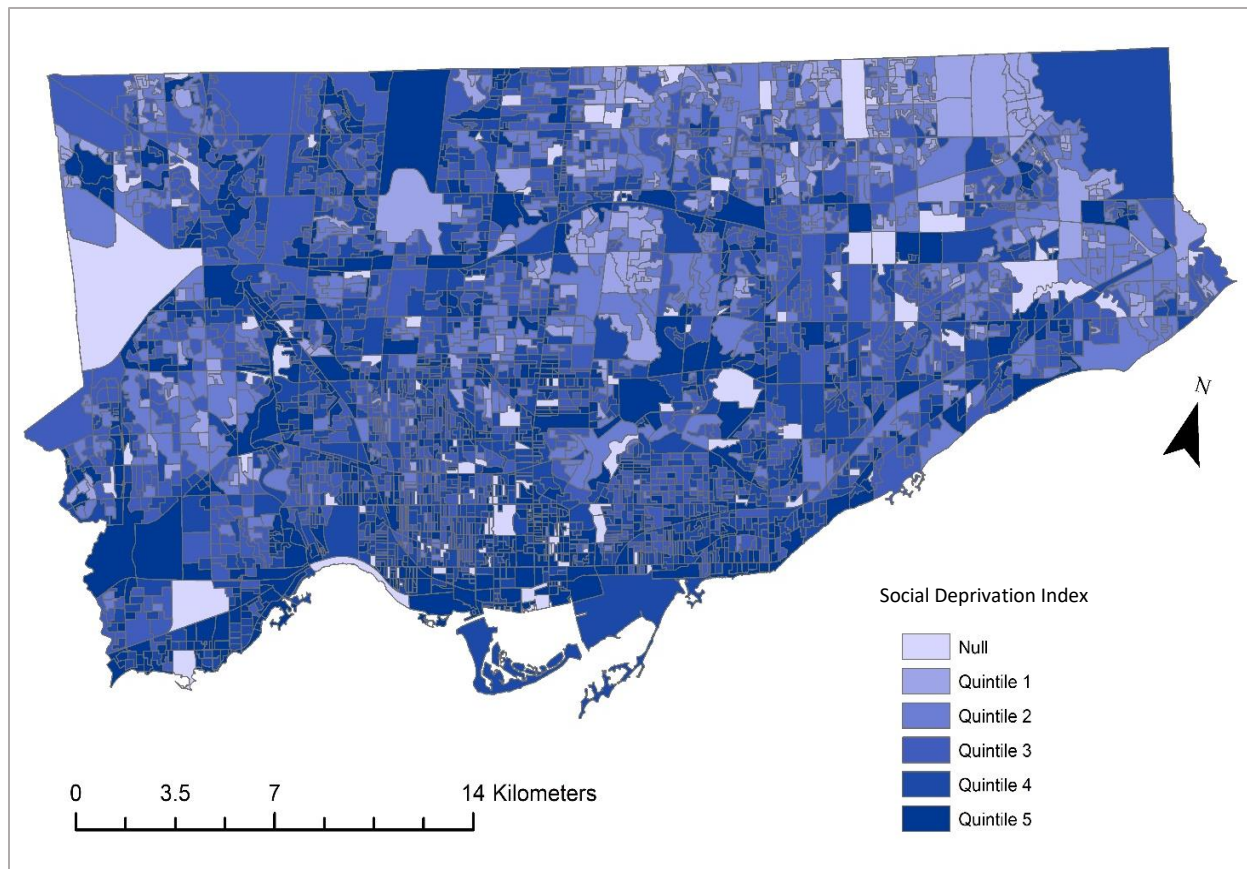 N
Social Deprivation Index
Null
Quintile 1
Quintile 2
Quintile 3
Quintile 4
Quintile 5
0 3.5 7 14 Kilometers